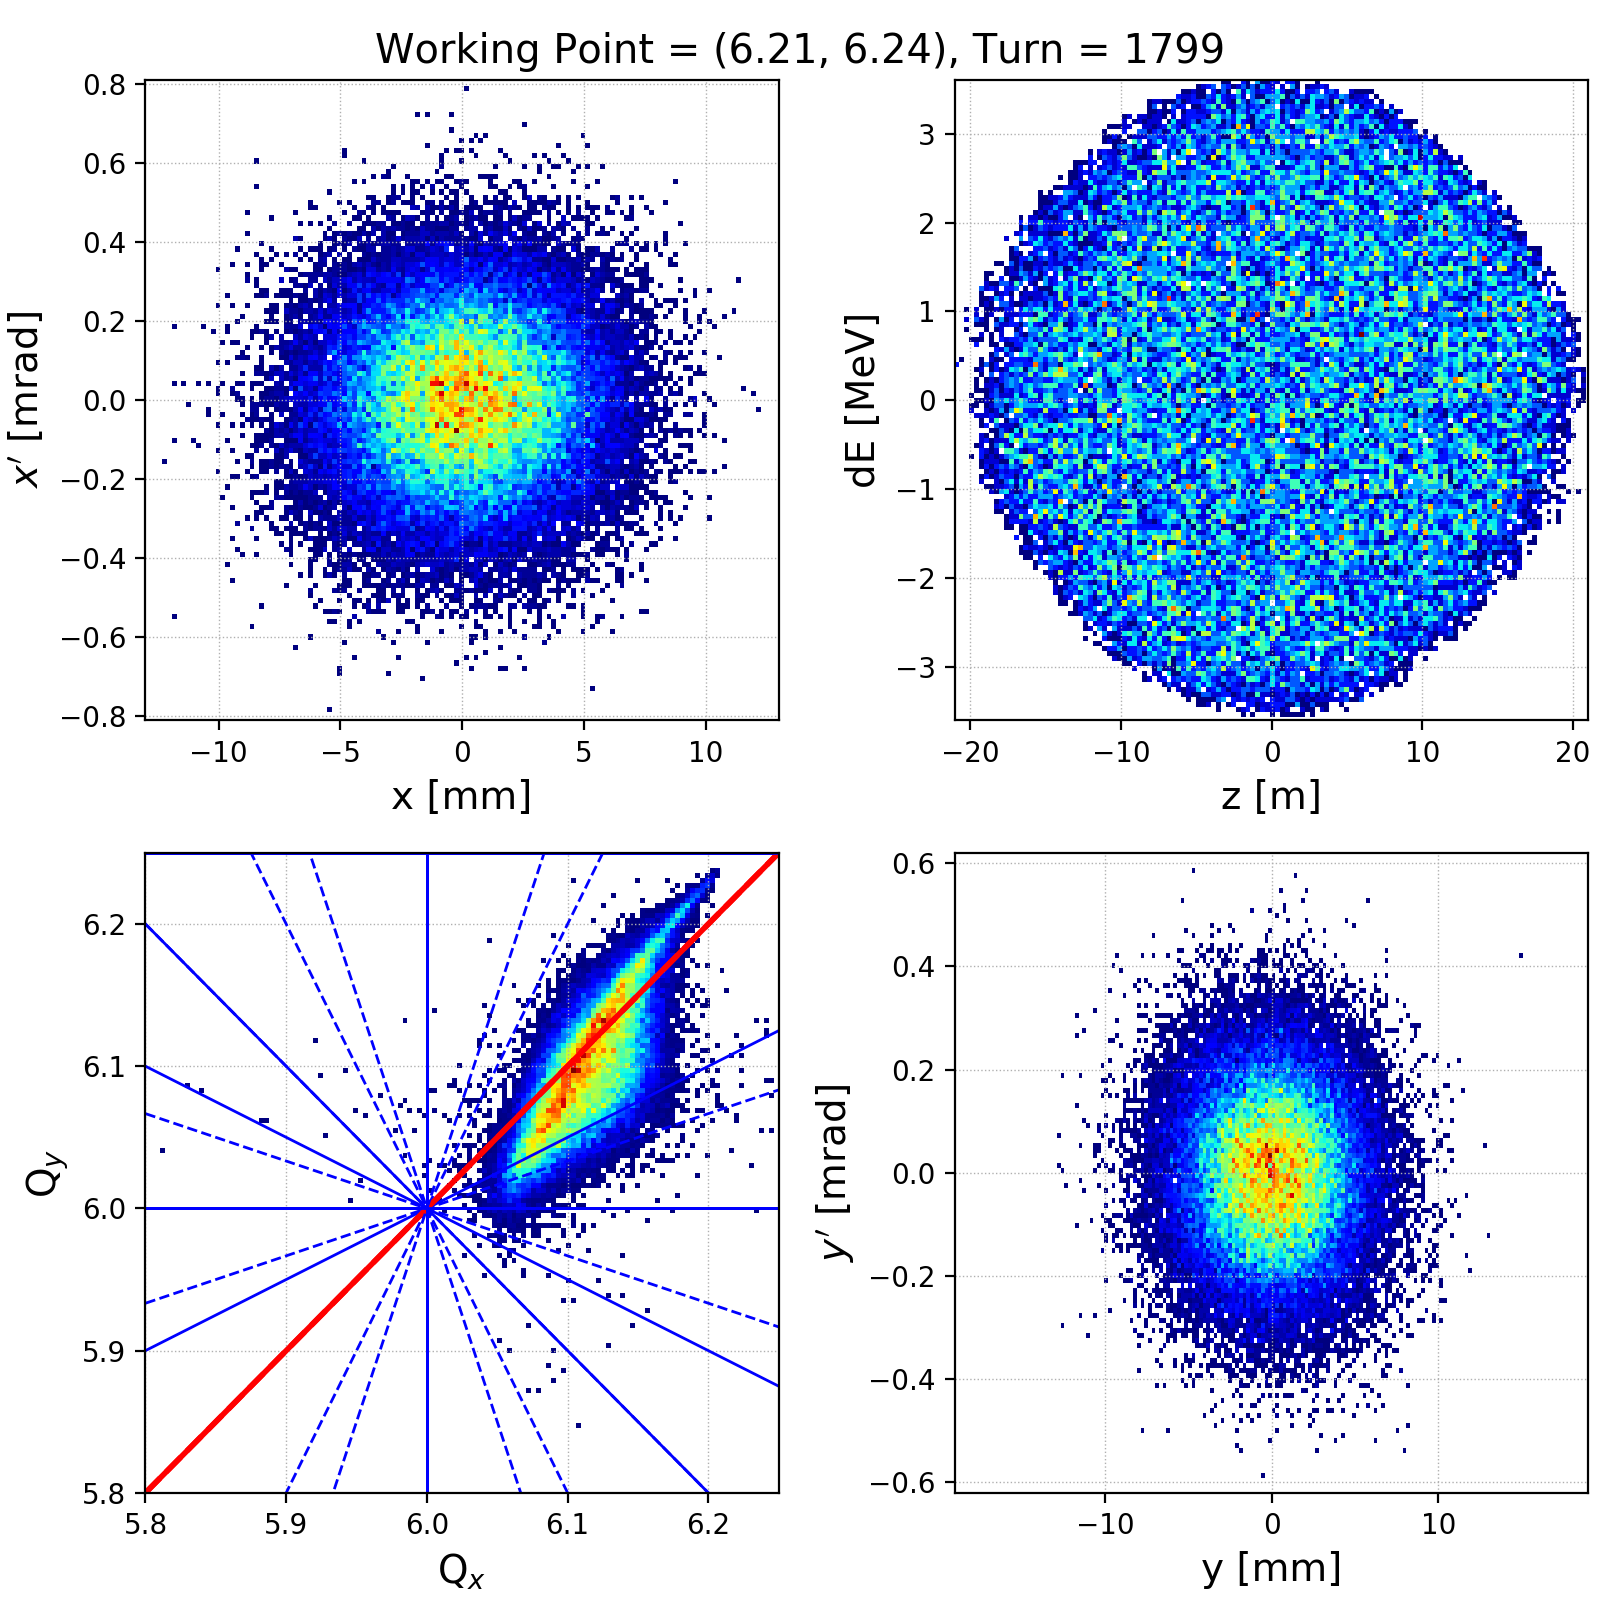 Working Point = (6.21, 6.24), Turn = 1799
0.8
0.6
0.4
0.2
0.0
−0.2
−0.4
−0.6
−0.8
x′ [mrad]
−10 −5 0 5 10
x [mm]
3
2
1
0
−1
−2
−3
dE [MeV]
−20 −10 0 10 20
z [m]
6.2
6.1
6.0
5.9
5.8
Qy
5.8 5.9 6.0 6.1 6.2
Qx
0.6
0.4
0.2
0.0
−0.2
−0.4
−0.6
y′ [mrad]
−10 0 10
y [mm]